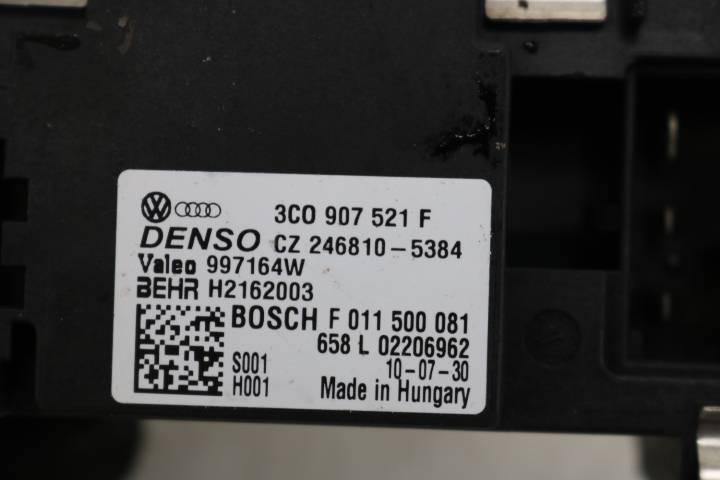 3C0 907 521 F
DENSO CZ 246810-5384
Valeo 997164W
BEHR H2162003
BOSCH F 011 500 081
658 L 02206962
S001 10-07-30
H001 Made in Hungary